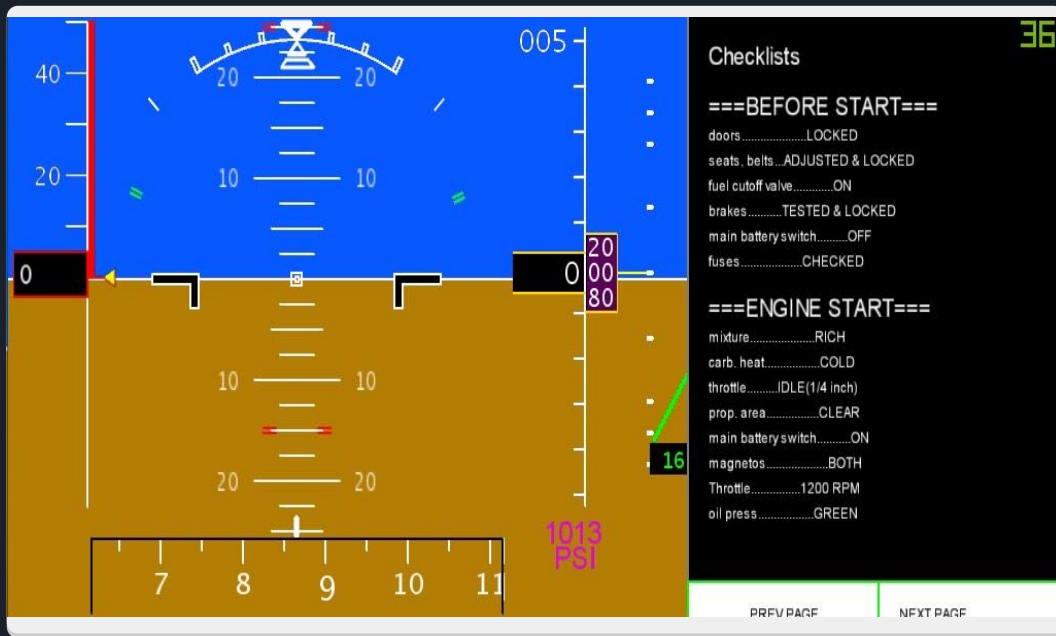 40
20
0
20 20
10 10
10 10
20 20
005
0
20
00
80
16
1013
PSI
7 8 9 10 11
36
Checklists
===BEFORE START===
doors...................LOCKED
seats, belts...ADJUSTED & LOCKED
fuel cutoff valve............ON
brakes..........TESTED & LOCKED
main battery switch.........OFF
fuses..................CHECKED
===ENGINE START===
mixture...................RICH
carb. heat................COLD
throttle.........IDLE(1/4 inch)
prop. area...............CLEAR
main battery switch..........ON
magnetos..................BOTH
Throttle..............1200 RPM
oil press................GREEN
PREV PAGE NEXT PAGE